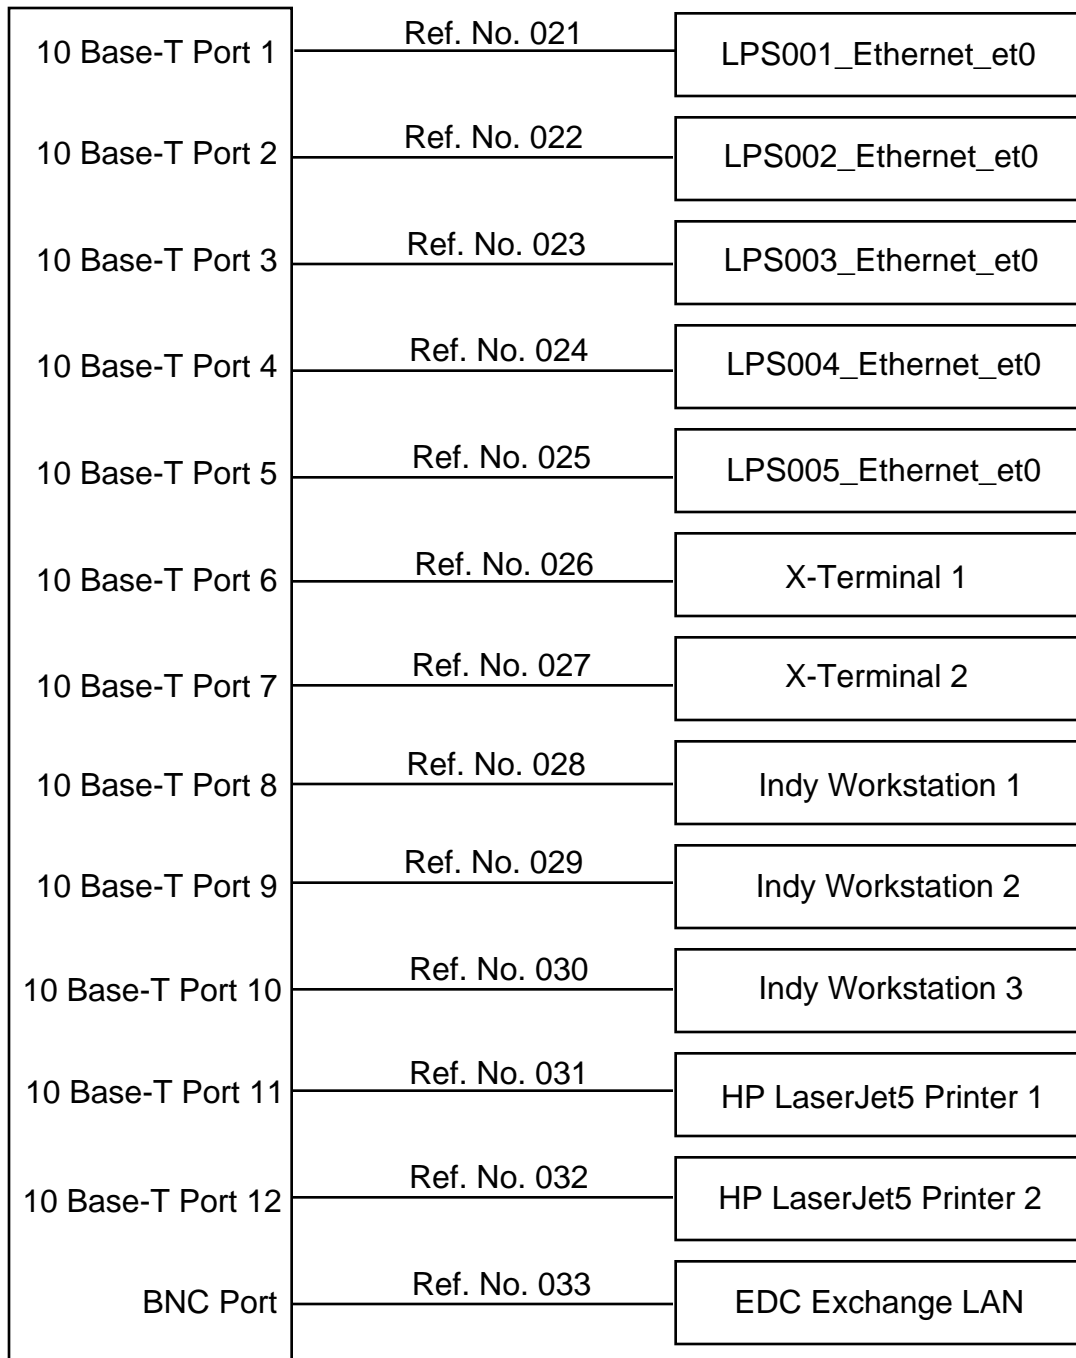 10 Base-T Port 1
Ref. No. 021
LPS001_Ethernet_et0
10 Base-T Port 2
Ref. No. 022
LPS002_Ethernet_et0
10 Base-T Port 3
Ref. No. 023
LPS003_Ethernet_et0
10 Base-T Port 4
Ref. No. 024
LPS004_Ethernet_et0
10 Base-T Port 5
Ref. No. 025
LPS005_Ethernet_et0
10 Base-T Port 6
Ref. No. 026
X-Terminal 1
10 Base-T Port 7
Ref. No. 027
X-Terminal 2
10 Base-T Port 8
Ref. No. 028
Indy Workstation 1
10 Base-T Port 9
Ref. No. 029
Indy Workstation 2
10 Base-T Port 10
Ref. No. 030
Indy Workstation 3
10 Base-T Port 11
Ref. No. 031
HP LaserJet5 Printer 1
10 Base-T Port 12
Ref. No. 032
HP LaserJet5 Printer 2
BNC Port
Ref. No. 033
EDC Exchange LAN